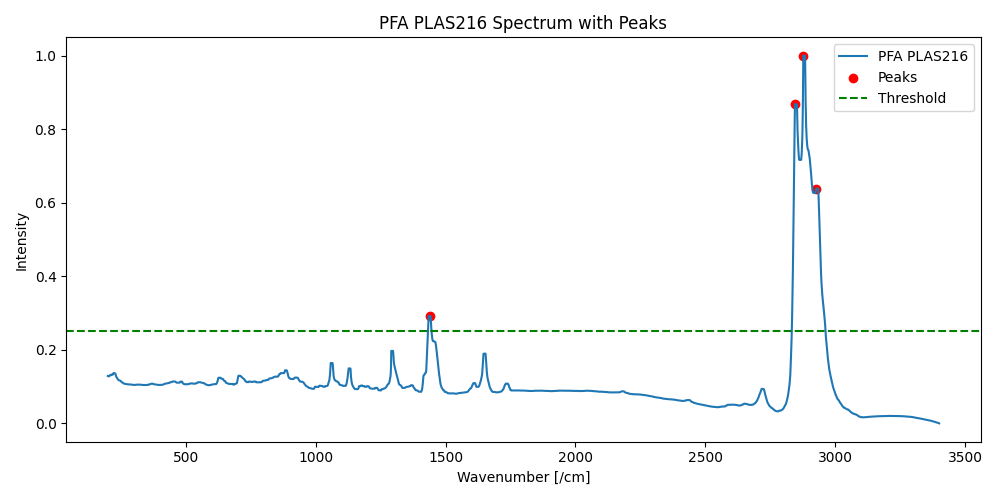 PFA PLAS216 Spectrum with Peaks
1.0
0.8
0.6
0.4
0.2
0.0
Intensity
PFA PLAS216
Peaks
Threshold
500 1000 1500 2000 2500 3000 3500
Wavenumber [/cm]